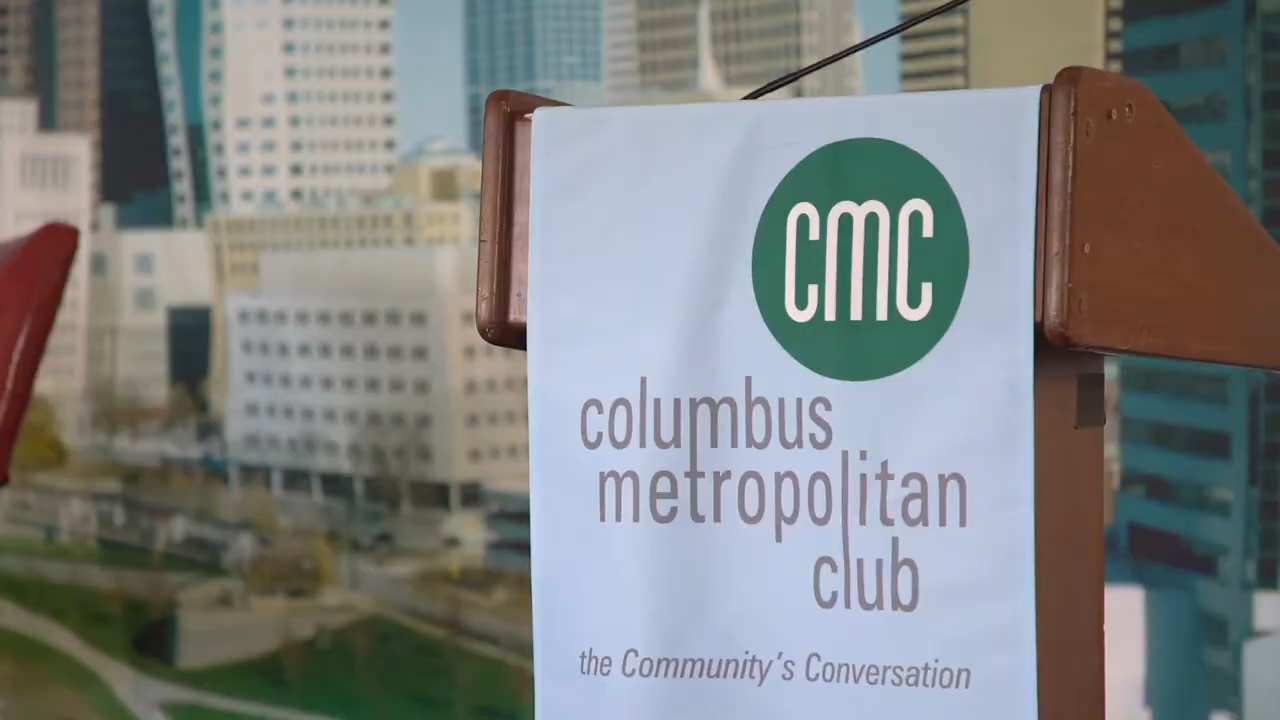 cmc
columbus
metropolitan
club
the Community's Conversation